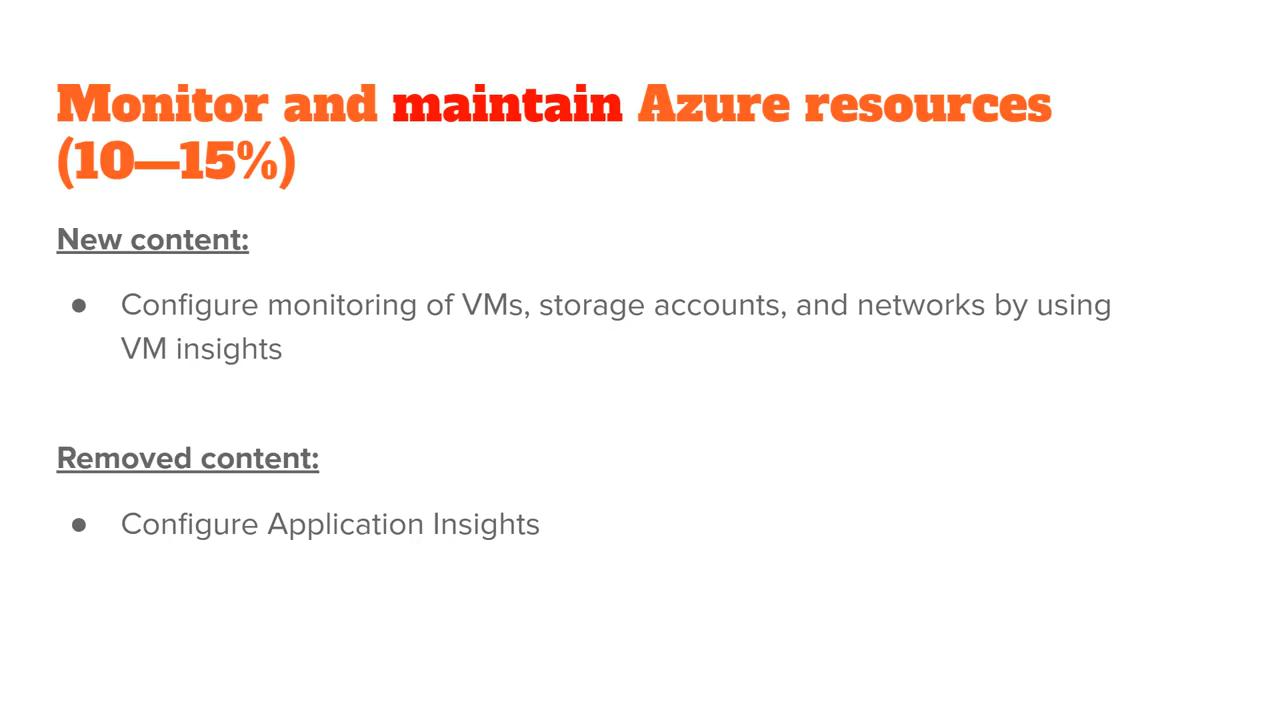 Monitor and maintain Azure resources
(10—15%)
New content:
● Configure monitoring of VMs, storage accounts, and networks by using
VM insights
Removed content:
● Configure Application Insights